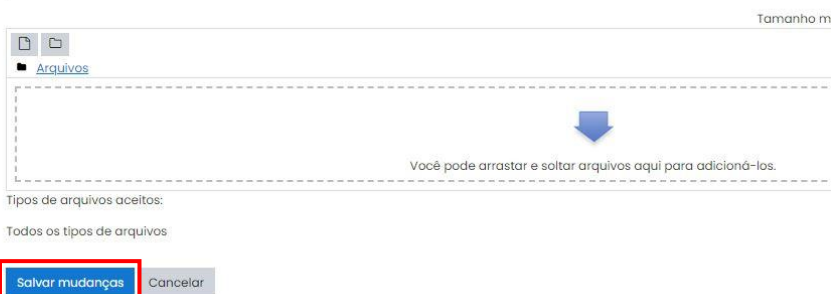 Tamanho m
Arquivos
Você pode arrastar e soltar arquivos aqui para adicioná-los.
Tipos de arquivos aceitos:
Todos os tipos de arquivos
Salvar mudanças Cancelar